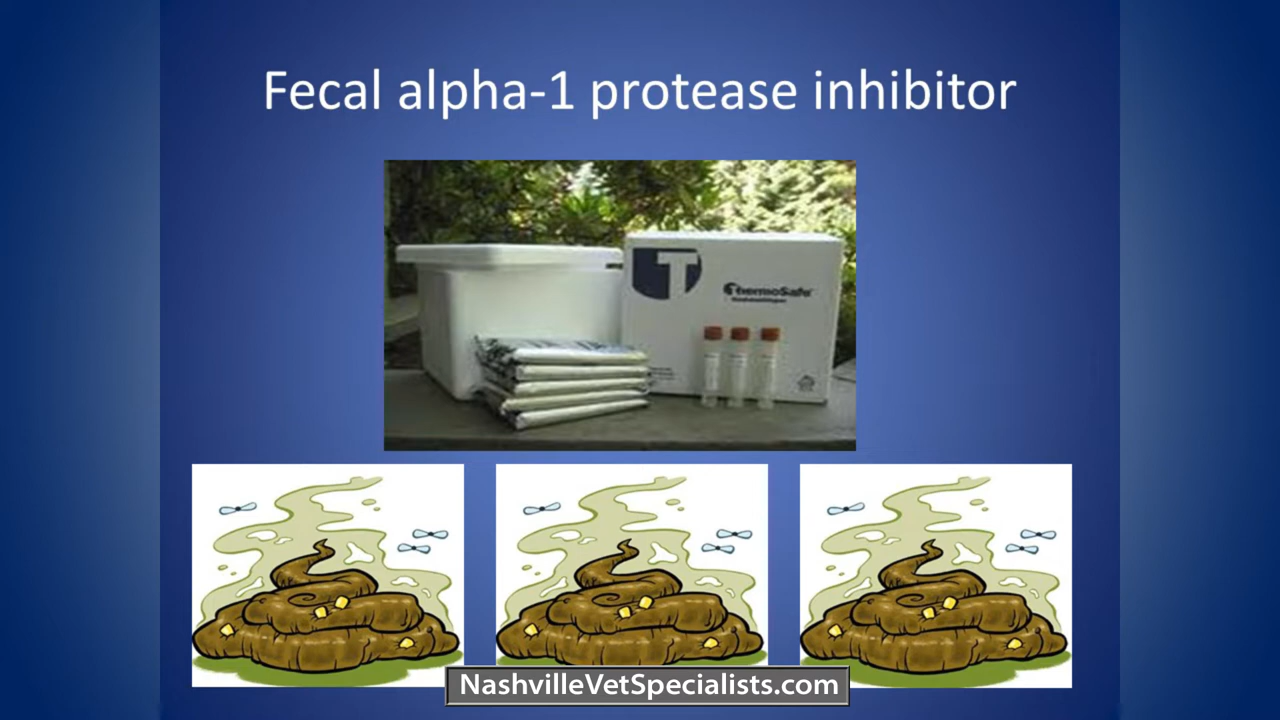 Fecal alpha-1 protease inhibitor
T
ThermoSafe
NashvilleVetSpecialists.com